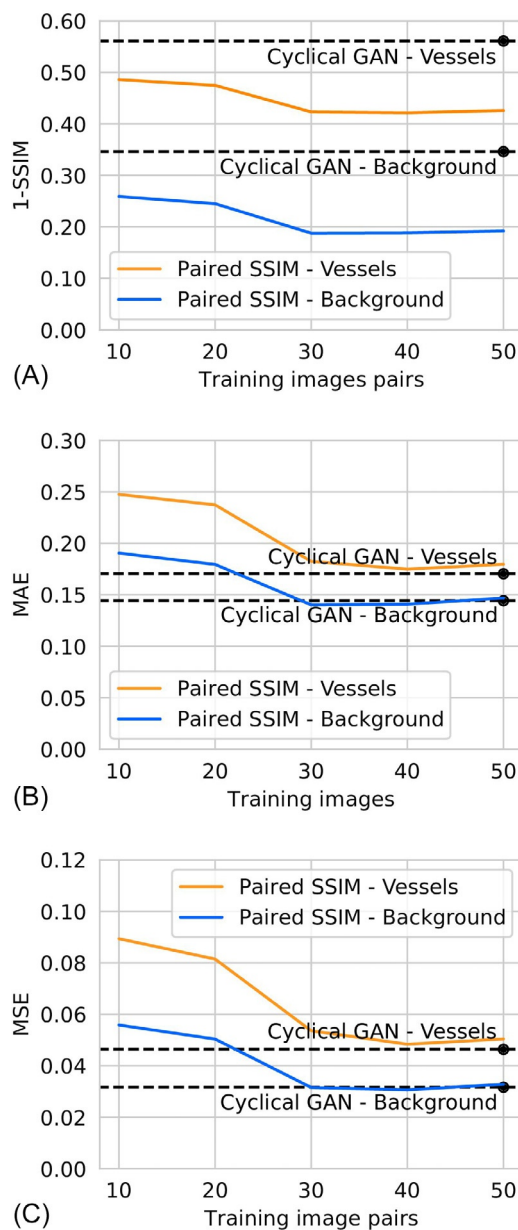 0.60
Cyclical GAN - Vessels
0.50
0.40
1-SSIM
0.30
Cyclical GAN - Background
0.20
Paired SSIM - Vessels
0.10
Paired SSIM - Background
0.00
10 20 30 40 50
(A)
Training images pairs
0.30
0.25
0.20
MAE
Cyclical GAN - Vessels
0.15
Cyclical GAN - Background
0.10
Paired SSIM - Vessels
0.05
Paired SSIM - Background
0.00
10 20 30 40 50
(B)
Training images
0.12
Paired SSIM - Vessels
0.10
Paired SSIM - Background
0.08
MSE
0.06
Cyclical GAN - Vessels
0.04
Cyclical GAN - Background
0.02
0.00
10 20 30 40 50
(C)
Training image pairs